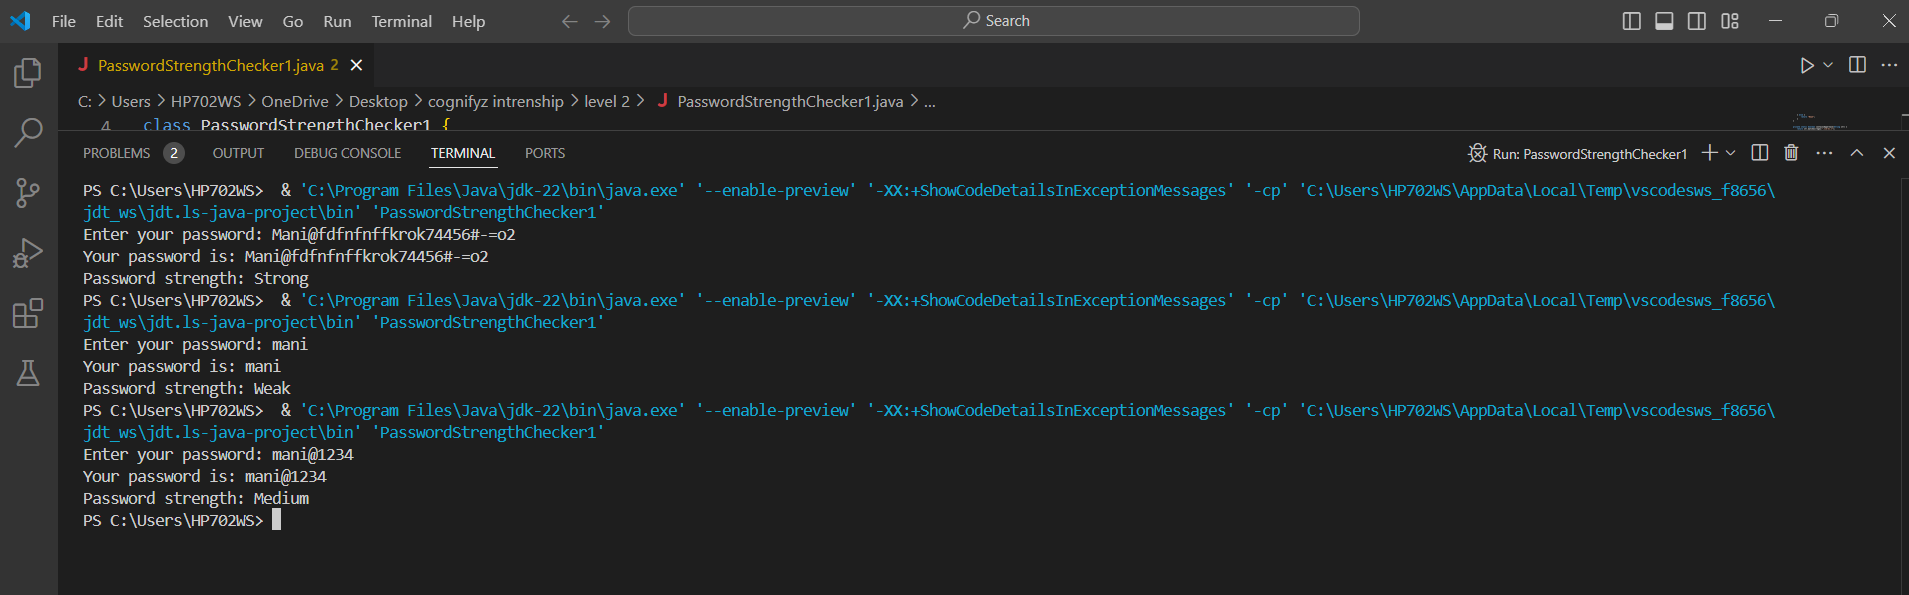 File Edit Selection View Go Run Terminal Help
Search
J PasswordStrengthChecker1.java 2
C: > Users > HP702WS > OneDrive > Desktop > cognifyz intrenship > level 2 > J PasswordStrengthChecker1.java > ...
4 class PasswordStrengthChecker1 {
PROBLEMS 2 OUTPUT DEBUG CONSOLE TERMINAL PORTS
Run: PasswordStrengthChecker1
PS C:\Users\HP702WS>  & 'C:\Program Files\Java\jdk-22\bin\java.exe' '--enable-preview' '-XX:+ShowCodeDetailsInExceptionMessages' '-cp' 'C:\Users\HP702WS\AppData\Local\Temp\vscodesws_f8656\
jdt_ws\jdt.ls-java-project\bin' 'PasswordStrengthChecker1'
Enter your password: Mani@fdfnfnffkrok74456#-=o2
Your password is: Mani@fdfnfnffkrok74456#-=o2
Password strength: Strong
PS C:\Users\HP702WS>  & 'C:\Program Files\Java\jdk-22\bin\java.exe' '--enable-preview' '-XX:+ShowCodeDetailsInExceptionMessages' '-cp' 'C:\Users\HP702WS\AppData\Local\Temp\vscodesws_f8656\
jdt_ws\jdt.ls-java-project\bin' 'PasswordStrengthChecker1'
Enter your password: mani
Your password is: mani
Password strength: Weak
PS C:\Users\HP702WS>  & 'C:\Program Files\Java\jdk-22\bin\java.exe' '--enable-preview' '-XX:+ShowCodeDetailsInExceptionMessages' '-cp' 'C:\Users\HP702WS\AppData\Local\Temp\vscodesws_f8656\
jdt_ws\jdt.ls-java-project\bin' 'PasswordStrengthChecker1'
Enter your password: mani@1234
Your password is: mani@1234
Password strength: Medium
PS C:\Users\HP702WS>